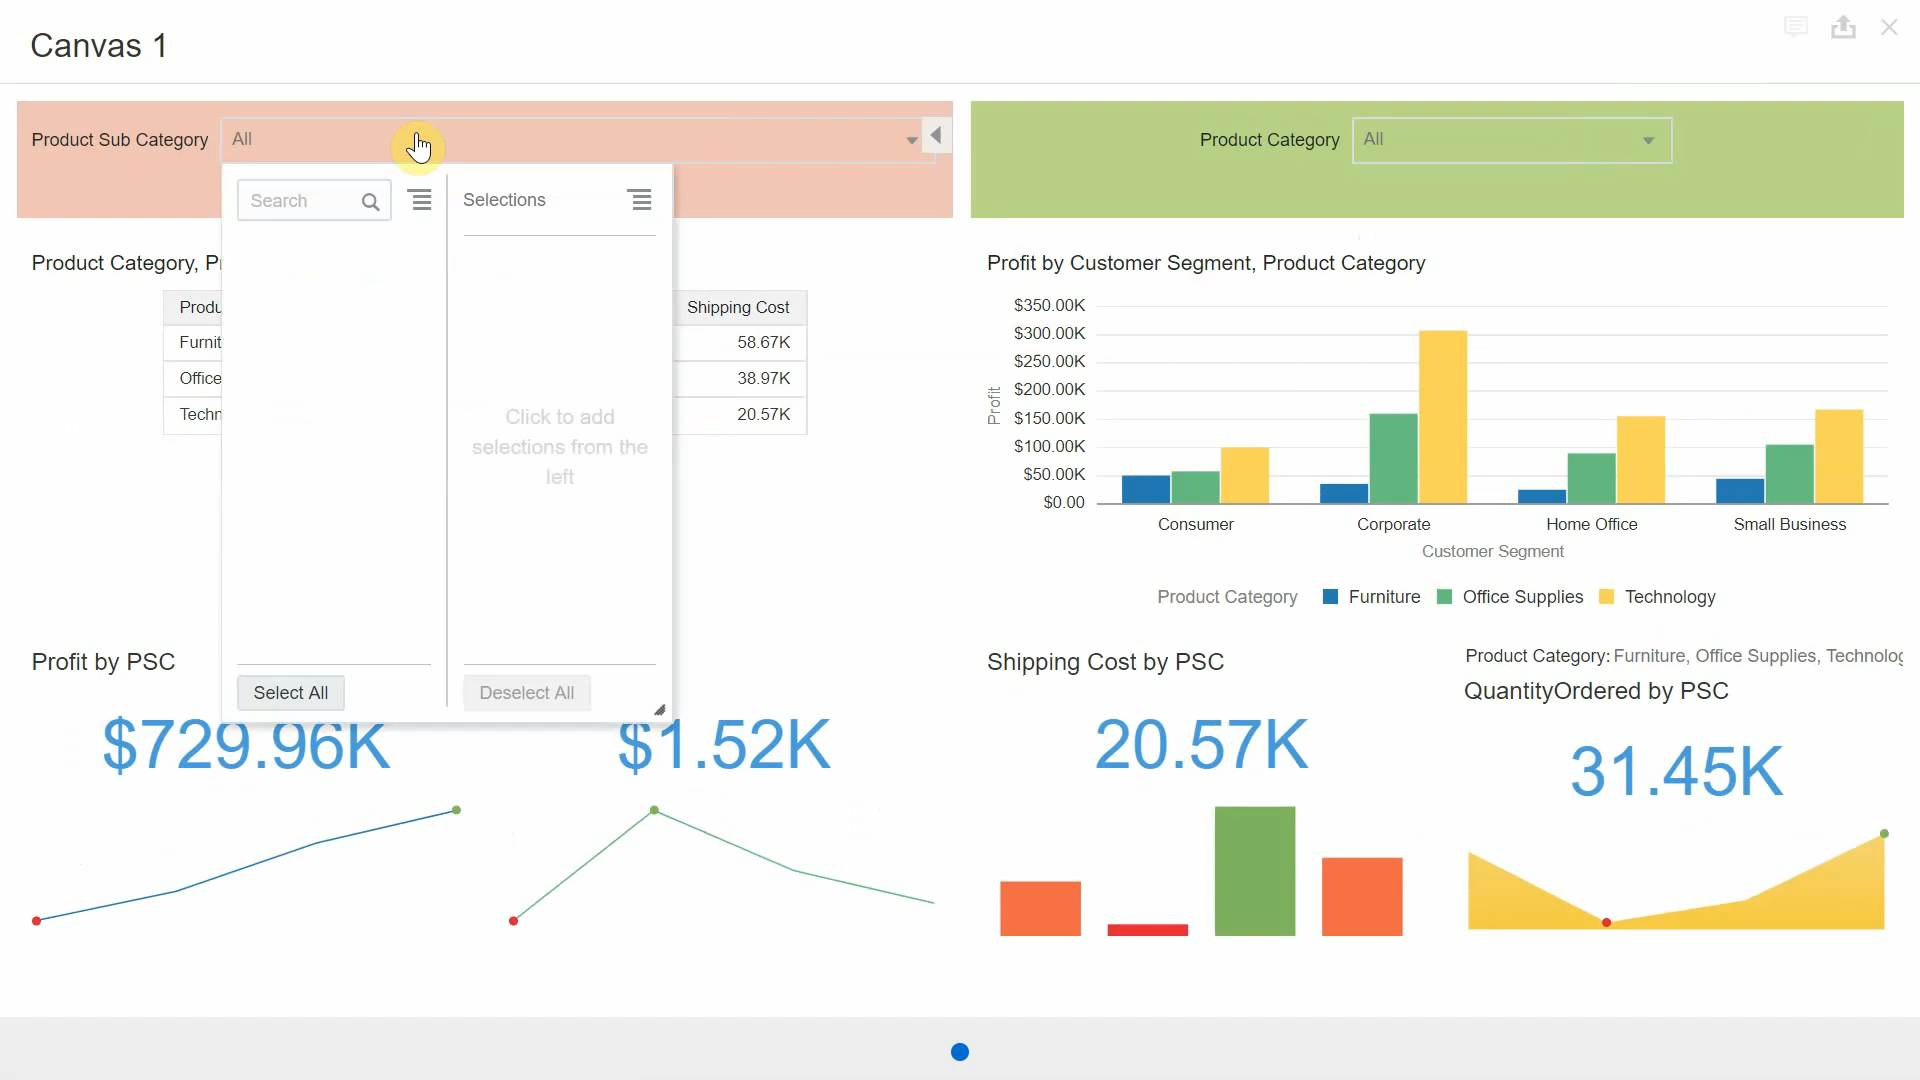 Canvas 1
Product Sub Category
All
Product Category
All
Search
Selections
Click to add
selections from the
left
Select All
Deselect All
Product Category, P
Produ
Shipping Cost
Furnit
58.67K
Office
38.97K
Techn
20.57K
Profit by Customer Segment, Product Category
$350.00K
$300.00K
$250.00K
$200.00K
$150.00K
$100.00K
$50.00K
$0.00
Profit
Consumer
Corporate
Home Office
Small Business
Customer Segment
Product Category
Furniture
Office Supplies
Technology
Profit by PSC
$729.96K
$1.52K
Shipping Cost by PSC
20.57K
Product Category: Furniture, Office Supplies, Technolog
QuantityOrdered by PSC
31.45K